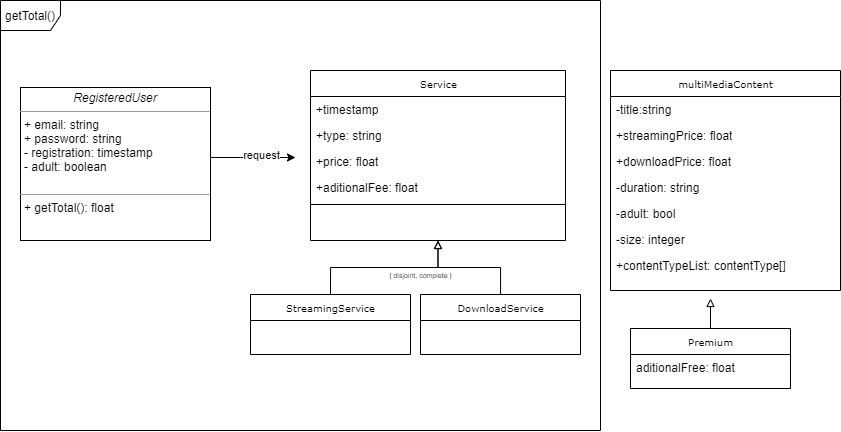 getTotal()
RegisteredUser
+ email: string
+ password: string
- registration: timestamp
- adult: boolean
+ getTotal(): float
request
Service
+timestamp
+type: string
+price: float
+aditionalFee: float
{ disjoint, complete }
StreamingService
DownloadService
multiMediaContent
-title:string
+streamingPrice: float
+downloadPrice: float
-duration: string
-adult: bool
-size: integer
+contentTypeList: contentType[]
Premium
aditionalFree: float